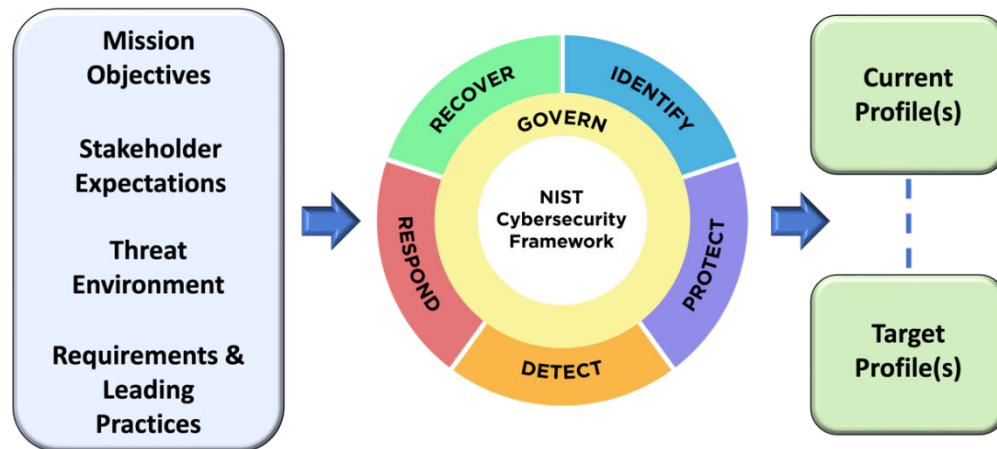 Mission
Objectives
Stakeholder
Expectations
Threat
Environment
Requirements &
Leading
Practices
RECOVER
IDENTIFY
GOVERN
NIST
Cybersecurity
Framework
RESPOND
PROTECT
DETECT
Current
Profile(s)
Target
Profile(s)